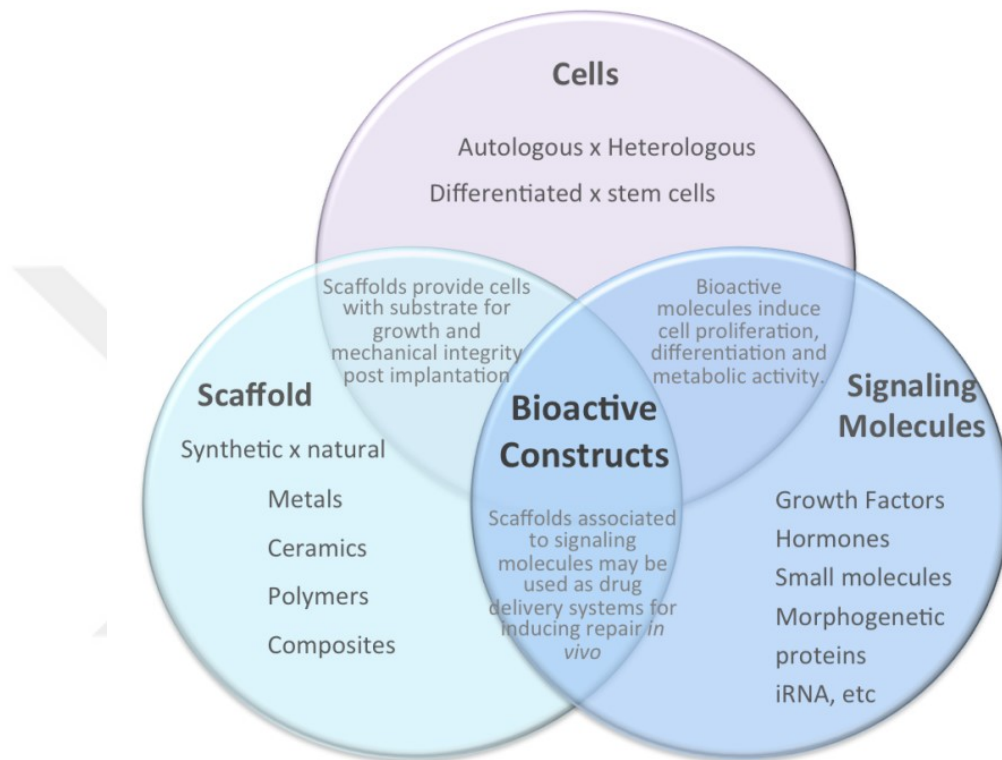 Cells
Autologous x Heterologous
Differentiated x stem cells
Scaffolds provide cells
with substrate for
growth and
mechanical integrity
post implantation
Bioactive
molecules induce
cell proliferation,
differentiation and
metabolic activity.
Scaffold
Synthetic x natural
Metals
Ceramics
Polymers
Composites
Bioactive
Constructs
Scaffolds associated
to signaling
molecules may be
used as drug
delivery systems for
inducing repair in
vivo
Signaling
Molecules
Growth Factors
Hormones
Small molecules
Morphogenetic
proteins
iRNA, etc